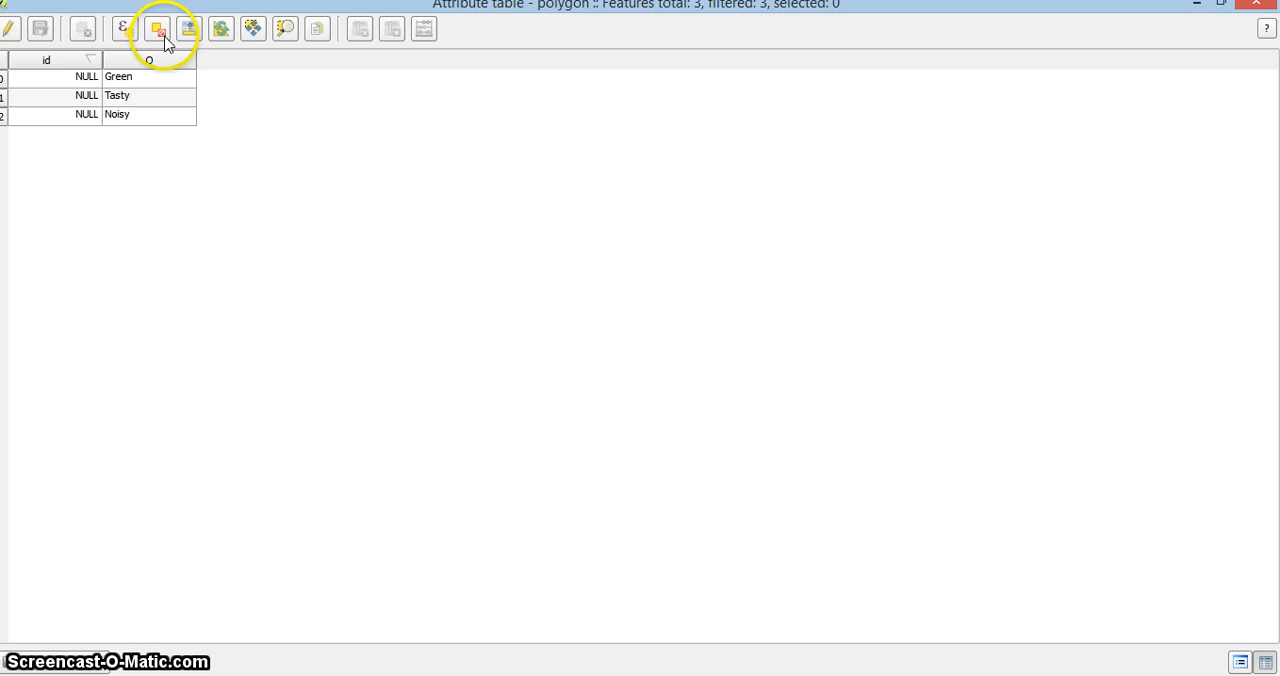 Attribute table - polygon :: Features total: 3, filtered: 3, selected: 0
ε
?
id Q
0 NULL Green
1 NULL Tasty
2 NULL Noisy
Screencast-O-Matic.com